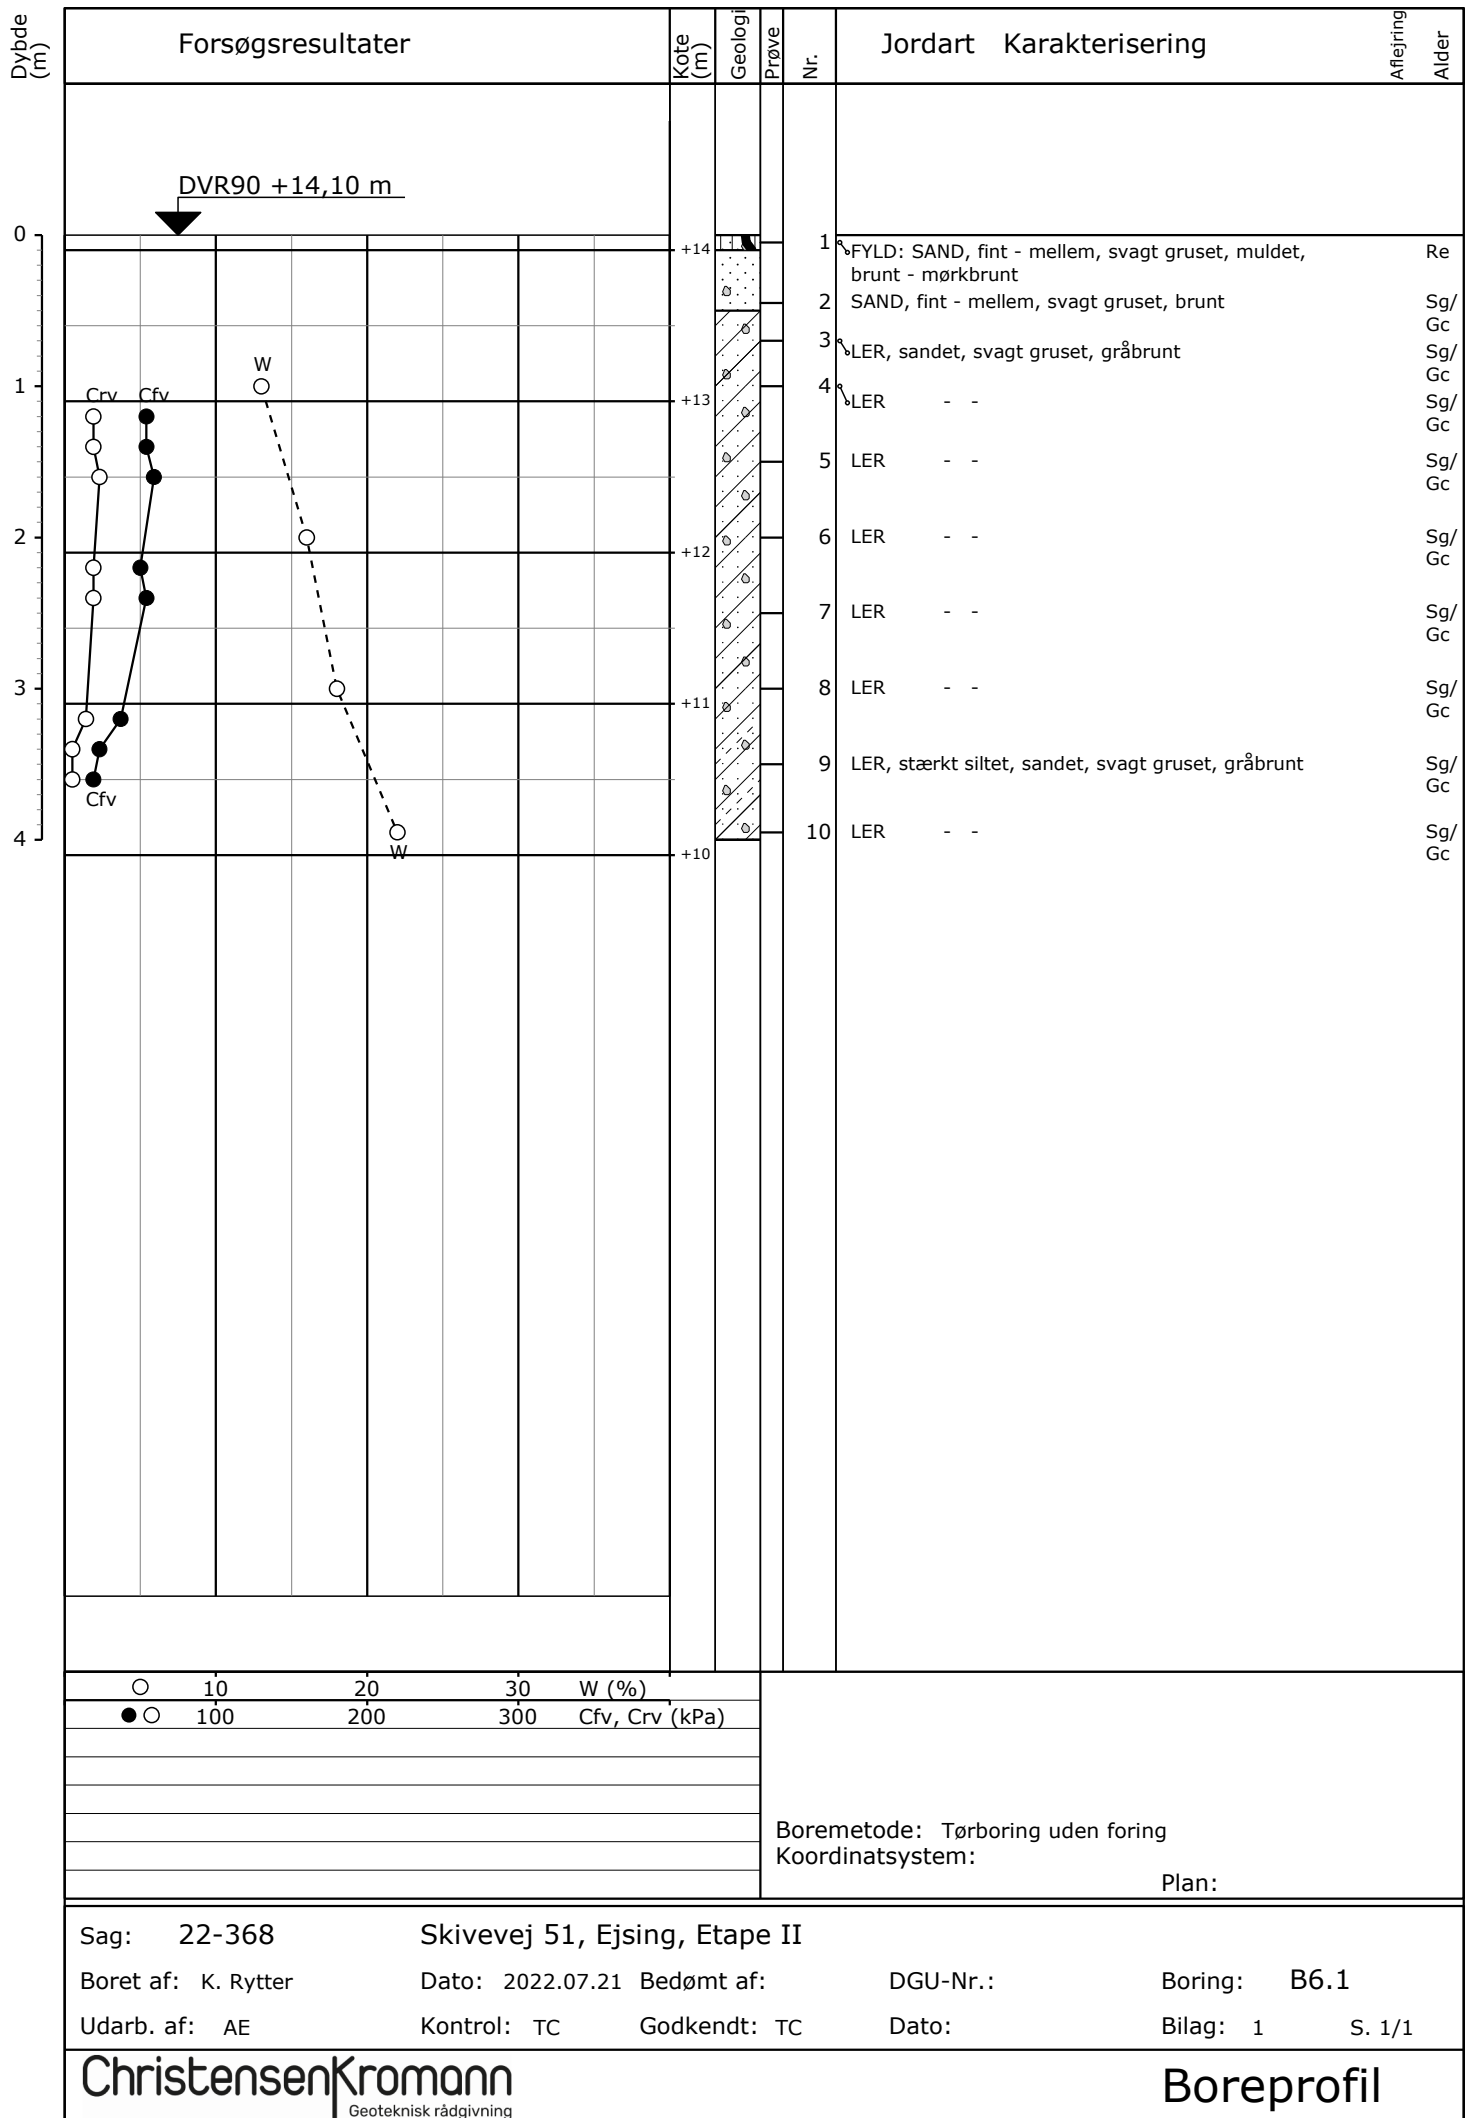 Dybde (m)
Forsøgsresultater
Kote (m)
Geologi
Prøve
Nr.
Jordart Karakterisering
Aflejring
Alder
DVR90 +14,10 m
0
+14
1 FYLD: SAND, fint - mellem, svagt gruset, muldet, Re
brunt - mørkbrunt
2 SAND, fint - mellem, svagt gruset, brunt Sg/
Gc
3 LER, sandet, svagt gruset, gråbrunt Sg/
Gc
W
1
Crv Cfv
+13
4 LER - - Sg/
Gc
5 LER - - Sg/
Gc
2
+12
6 LER - - Sg/
Gc
7 LER - - Sg/
Gc
3
+11
8 LER - - Sg/
Gc
9 LER, stærkt siltet, sandet, svagt gruset, gråbrunt Sg/
Gc
Cfv
4
W
+10
10 LER - - Sg/
Gc
10 20 30 W (%)
100 200 300 Cfv, Crv (kPa)
Boremetode: Tørboring uden foring
Koordinatsystem:
Plan:
Sag: 22-368 Skivevej 51, Ejsing, Etape II
Boret af: K. Rytter Dato: 2022.07.21 Bedømt af: DGU-Nr.: Boring: B6.1
Udarb. af: AE Kontrol: TC Godkendt: TC Dato: Bilag: 1 S. 1/1
ChristensenKromann
Geoteknisk rådgivning
Boreprofil